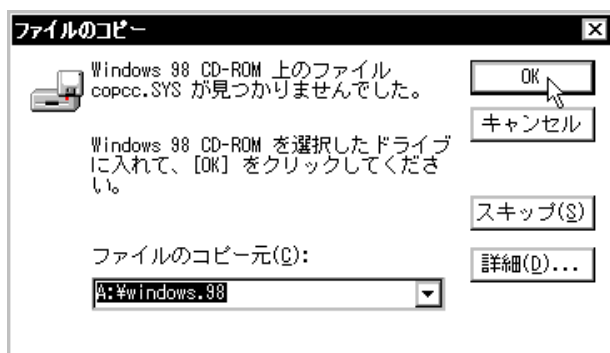 ファイルのコピー
Windows 98 CD-ROM 上のファイル
copcc.SYS が見つかりませんでした。
Windows 98 CD-ROM を選択したドライブ
に入れて、[OK] をクリックしてくださ
い。
ファイルのコピー元(C):
A:¥windows.98
OK
キャンセル
スキップ(S)
詳細(D)...